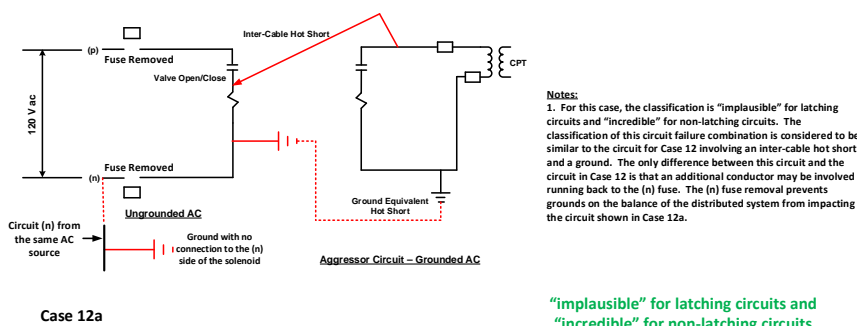 Inter-Cable Hot Short
(p)
Fuse Removed
CPT
Valve Open/Close
120 V ac
Fuse Removed
(n)
Ground Equivalent
Hot Short
Ungrounded AC
Circuit (n) from
the same AC
source
Ground with no
connection to the (n)
side of the solenoid
Aggressor Circuit – Grounded AC
Notes:
1. For this case, the classification is “implausible” for latching
circuits and “incredible” for non-latching circuits. The
classification of this circuit failure combination is considered to be
similar to the circuit for Case 12 involving an inter-cable hot short
and a ground. The only difference between this circuit and the
circuit in Case 12 is that an additional conductor may be involved
running back to the (n) fuse. The (n) fuse removal prevents
grounds on the balance of the distributed system from impacting
the circuit shown in Case 12a.
Case 12a
“implausible” for latching circuits and
“incredible” for non-latching circuits